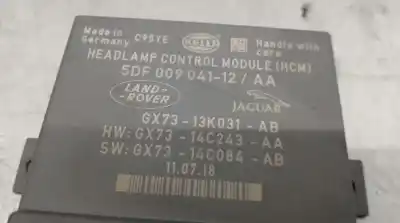 Made in Germany
C95YE
HELLA
Handle with care
HEADLAMP CONTROL MODULE (HCM)
5DF 009 041-12 / AA
LAND-ROVER
JAGUAR
GX73-13K031-AB
HW: GX73-14C243-AA
SW: GX73-14C084-AB
11.07.18